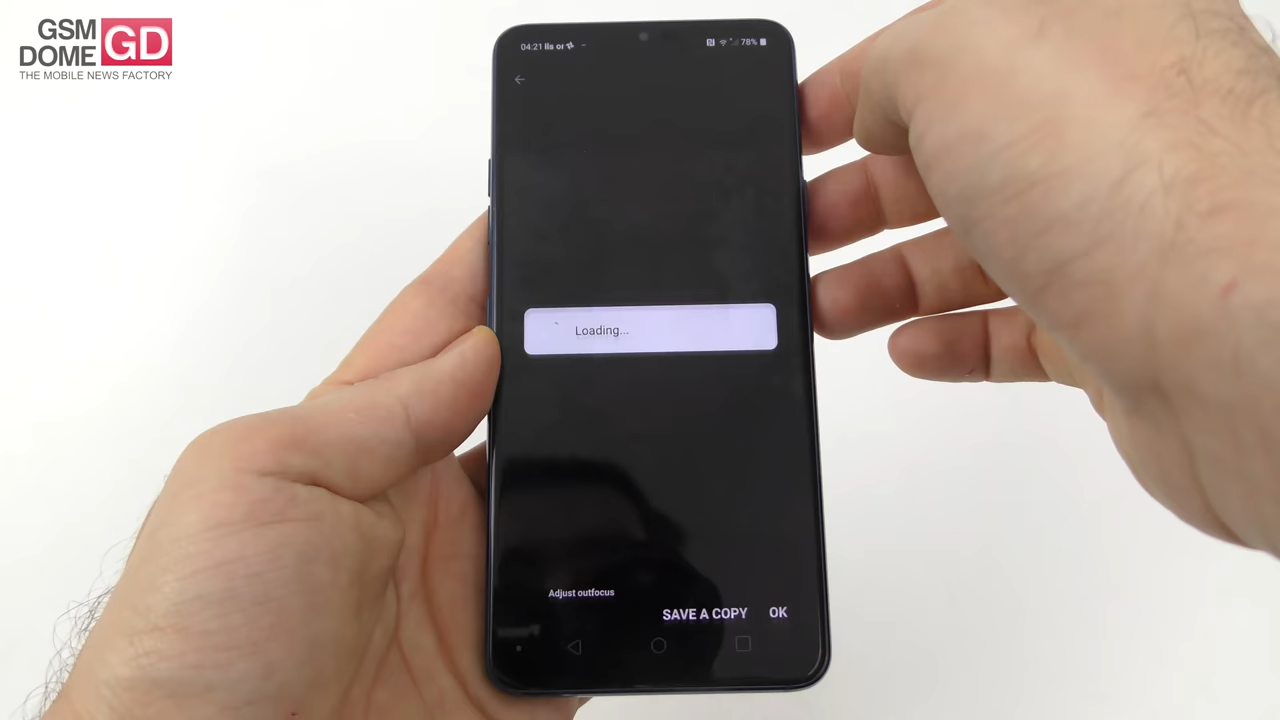 GSM
DOME
GD
THE MOBILE NEWS FACTORY
04:21
78%
Loading...
Adjust outfocus
SAVE A COPY OK